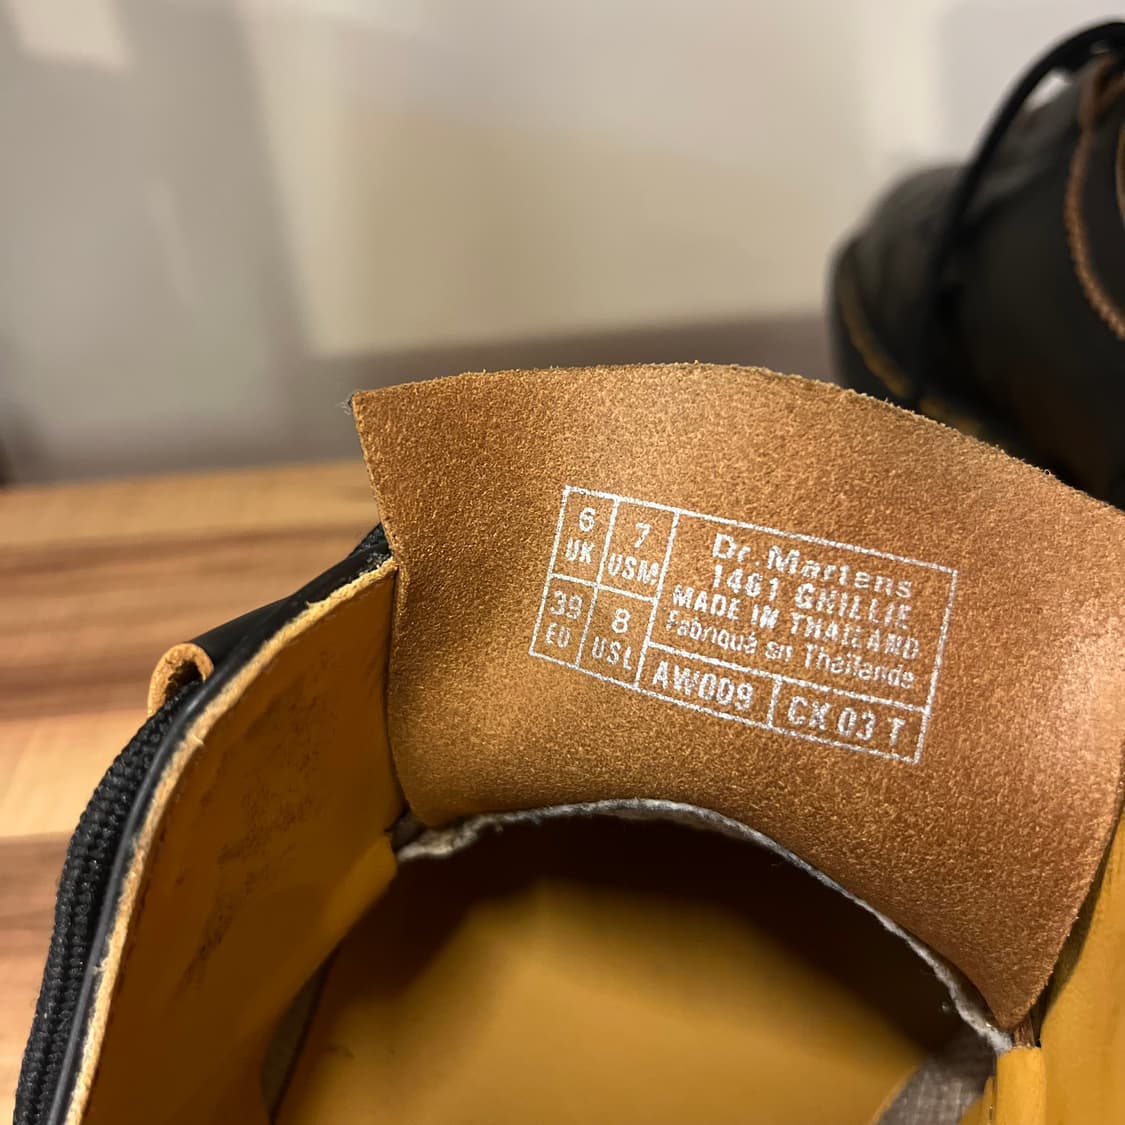 6 UK
7 USM
39 EU
8 USL
Dr. Martens
1461 GHILLIE
MADE IN THAILAND
Fabriqué en Thaïlande
AW009
CX 03 T